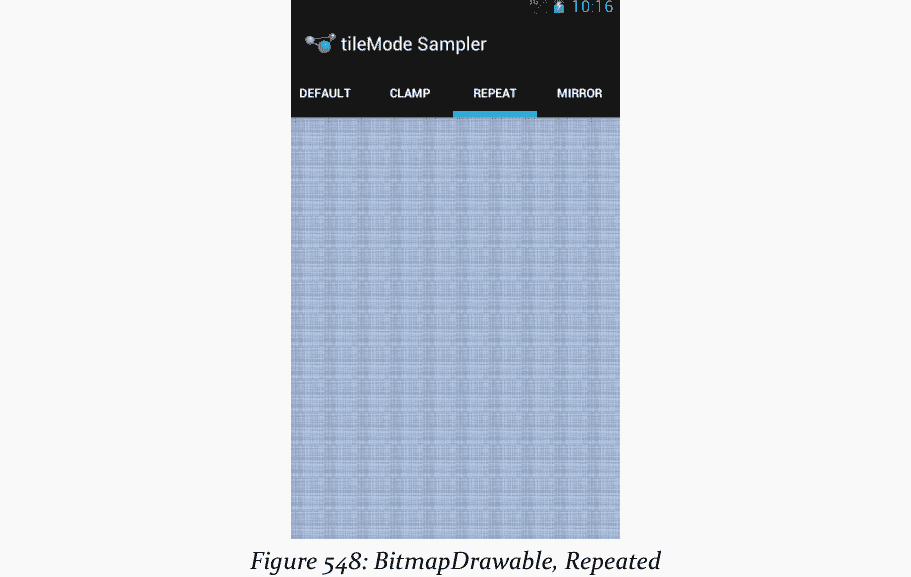 10:16
tileMode Sampler
DEFAULT CLAMP REPEAT MIRROR
Figure 548: BitmapDrawable, Repeated